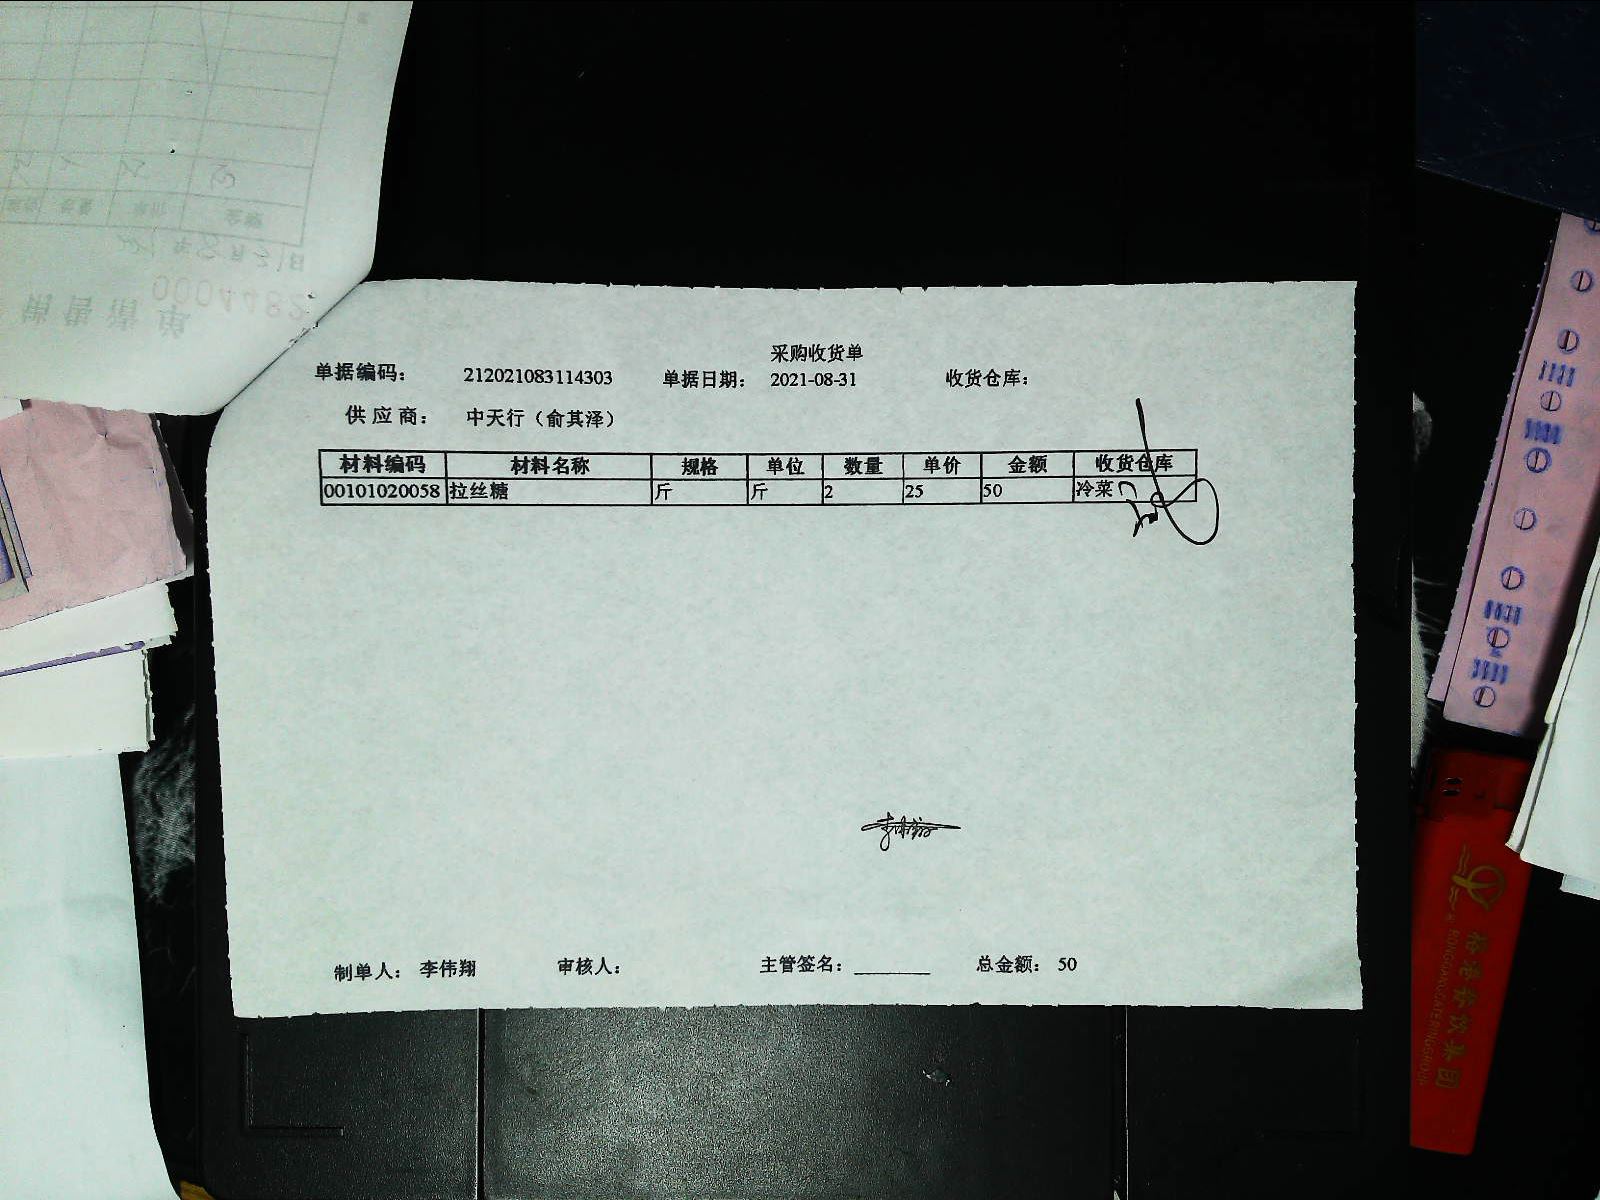 采购收货单
单据编码: 212021083114303 单据日期: 2021-08-31 收货仓库:
供应商: 中天行（俞其泽）
材料编码 材料名称 规格 单位 数量 单价 金额 收货仓库
00101020058 拉丝糖 斤 斤 2 25 50 冷菜
制单人: 李伟翔 审核人: 主管签名: ________ 总金额: 50
0004482